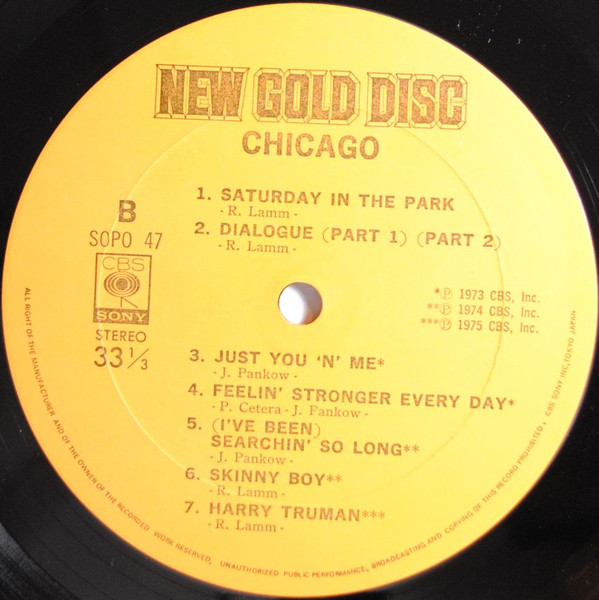 NEW GOLD DISC
CHICAGO
B
SOPO 47
CBS
SONY
STEREO
33 1/3
1. SATURDAY IN THE PARK
- R. Lamm -
2. DIALOGUE (PART 1) (PART 2)
- R. Lamm -
*Ⓟ 1973 CBS, Inc.
**Ⓟ 1974 CBS, Inc.
***Ⓟ 1975 CBS, Inc.
3. JUST YOU 'N' ME*
- J. Pankow -
4. FEELIN' STRONGER EVERY DAY*
- P. Cetera - J. Pankow -
5. (I'VE BEEN)
SEARCHIN' SO LONG**
- J. Pankow -
6. SKINNY BOY**
- R. Lamm -
7. HARRY TRUMAN***
- R. Lamm -
ALL RIGHT OF THE MANUFACTURER AND OF THE OWNER OF THE RECORDED WORK RESERVED, UNAUTHORIZED PUBLIC PERFORMANCE, BROADCASTING AND COPYING OF THIS RECORD PROHIBITED, CBS SONY INC, TOKYO JAPAN